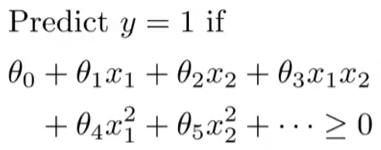 Predict y = 1 if
θ₀ + θ₁x₁ + θ₂x₂ + θ₃x₁x₂
+ θ₄x₁² + θ₅x₂² + ··· ≥ 0